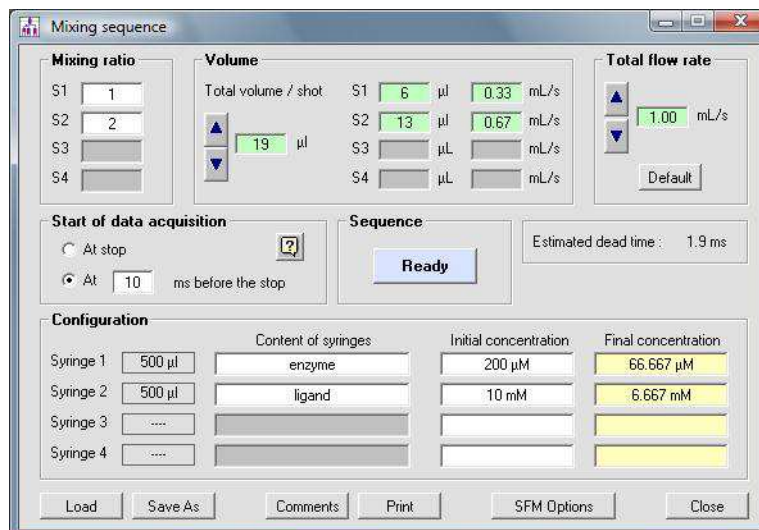 Mixing sequence
Mixing ratio
S1 1
S2 2
S3
S4
Volume
Total volume / shot
19 µl
S1 6 µl 0.33 mL/s
S2 13 µl 0.67 mL/s
S3 µL mL/s
S4 µL mL/s
Total flow rate
1.00 mL/s
Default
Start of data acquisition
At stop
?
At 10 ms before the stop
Sequence
Ready
Estimated dead time : 1.9 ms
Configuration
Content of syringes Initial concentration Final concentration
Syringe 1 500 µl enzyme 200 µM 66.667 µM
Syringe 2 500 µl ligand 10 mM 6.667 mM
Syringe 3 ----
Syringe 4 ----
Load Save As Comments Print SFM Options Close